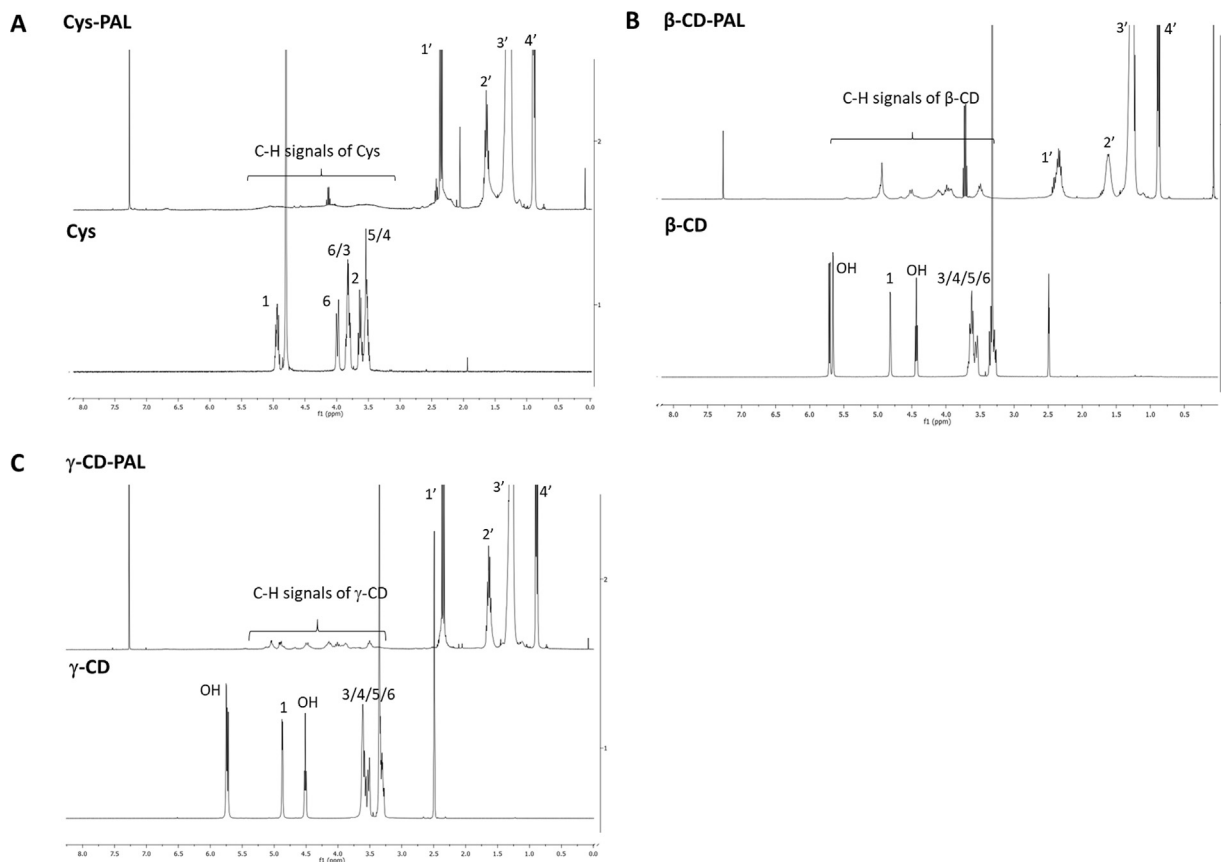 A
Cys-PAL
1'
2'
3'
4'
C-H signals of Cys
2
Cys
1
6
6/3
2
5/4
1
8.0 7.5 7.0 6.5 6.0 5.5 5.0 4.5 4.0 3.5 3.0 2.5 2.0 1.5 1.0 0.5 0.0
f1 (ppm)
B
β-CD-PAL
3'
4'
C-H signals of β-CD
1'
2'
β-CD
OH
1
OH
3/4/5/6
8.0 7.5 7.0 6.5 6.0 5.5 5.0 4.5 4.0 3.5 3.0 2.5 2.0 1.5 1.0 0.5
f1 (ppm)
C
γ-CD-PAL
1'
3'
4'
2'
C-H signals of γ-CD
2
γ-CD
OH
1
OH
3/4/5/6
1
8.0 7.5 7.0 6.5 6.0 5.5 5.0 4.5 4.0 3.5 3.0 2.5 2.0 1.5 1.0 0.5 0.0
f1 (ppm)